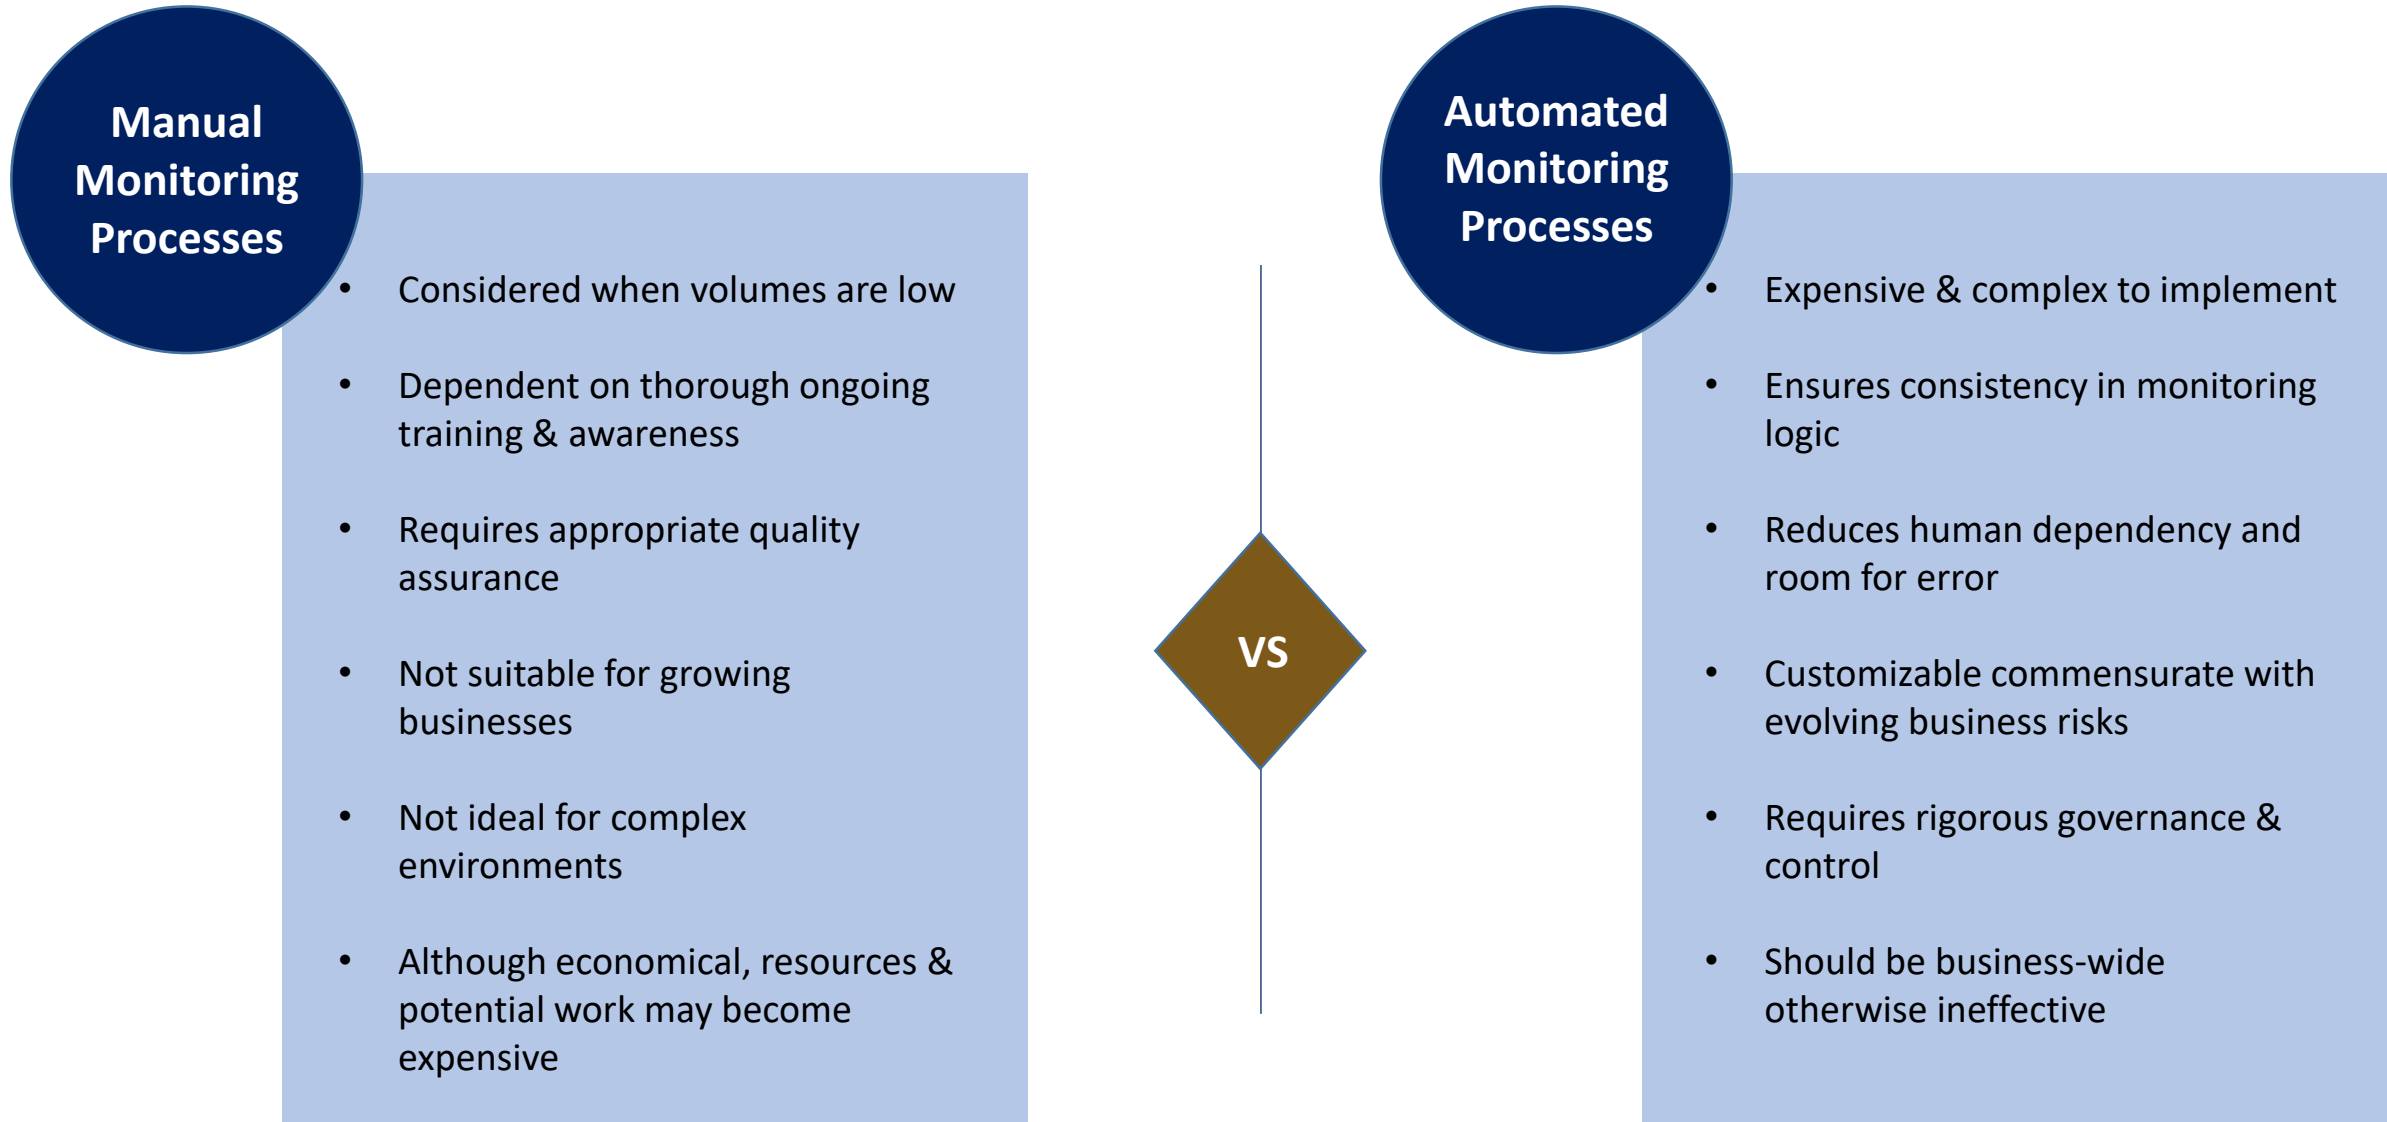 Manual
Monitoring
Processes
• Considered when volumes are low
• Dependent on thorough ongoing
training & awareness
• Requires appropriate quality
assurance
• Not suitable for growing
businesses
• Not ideal for complex
environments
• Although economical, resources &
potential work may become
expensive
VS
Automated
Monitoring
Processes
• Expensive & complex to implement
• Ensures consistency in monitoring
logic
• Reduces human dependency and
room for error
• Customizable commensurate with
evolving business risks
• Requires rigorous governance &
control
• Should be business-wide
otherwise ineffective